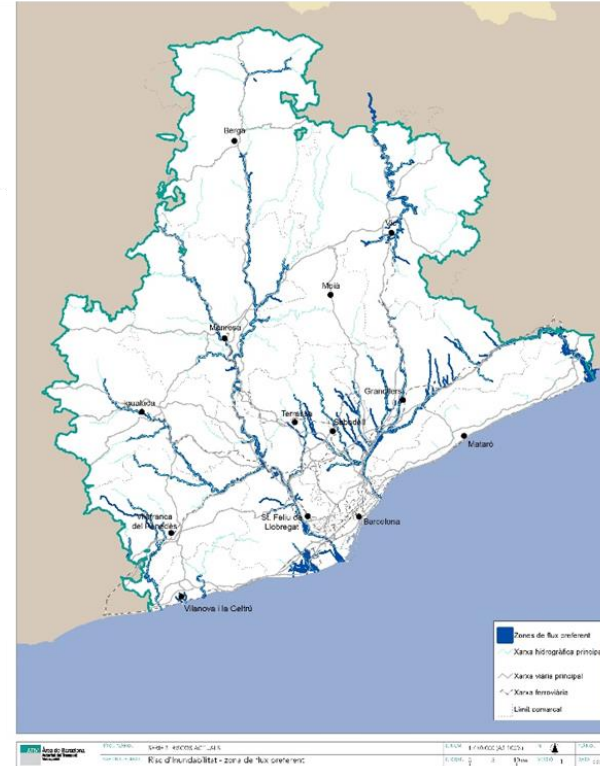 Berga
Vic
Moià
Manresa
Igualada
Granollers
Terrassa
Sabadell
Mataró
Vilafranca
del Penedès
St. Feliu de
Llobregat
Barcelona
Vilanova i la Geltrú
Zones de flux preferent
Xarxa hidrogràfica principal
Xarxa viària principal
Xarxa ferroviària
Límit comarcal
Àrea de Barcelona
Risc d'inundabilitat - zona de flux preferent